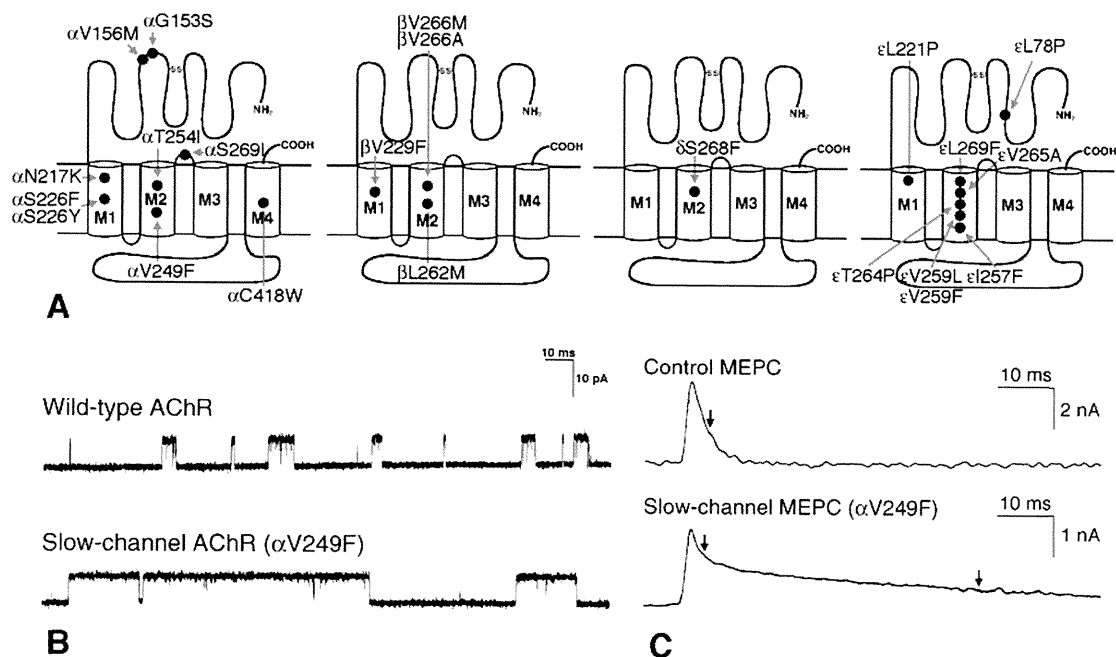 αG153S
αV156M
αT254I
αS269I
COOH
NH2
SS
αN217K
αS226F
αS226Y
M1
M2
M3
M4
αV249F
αC418W
βV266M
βV266A
SS
NH2
COOH
βV229F
M1
M2
M3
M4
βL262M
SS
NH2
COOH
δS268F
M1
M2
M3
M4
εL221P
εL78P
SS
NH2
COOH
εL269F
εV265A
M1
M3
M4
εT264P
εV259L
εI257F
εV259F
A
10 ms
10 pA
Wild-type AChR
Slow-channel AChR (αV249F)
B
Control MEPC
10 ms
2 nA
Slow-channel MEPC (αV249F)
10 ms
1 nA
C